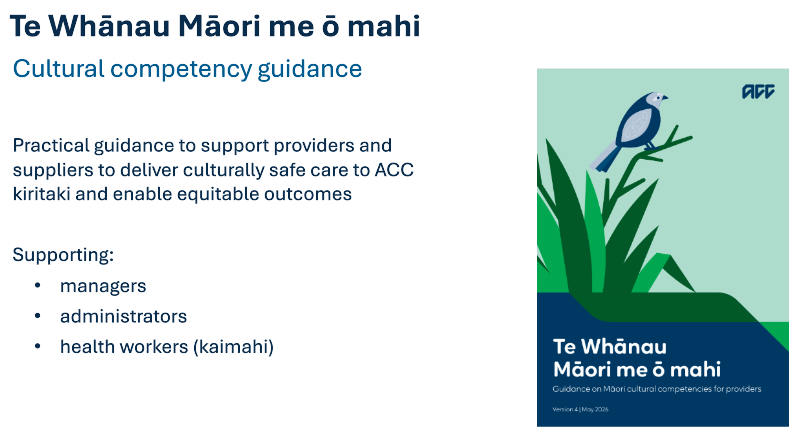 Te Whānau Māori me ō mahi
Cultural competency guidance
Practical guidance to support providers and
suppliers to deliver culturally safe care to ACC
kiritaki and enable equitable outcomes
Supporting:
• managers
• administrators
• health workers (kaimahi)
ACC
Te Whānau
Māori me ō mahi
Guidance on Māori cultural competencies for providers
Version 4 | May 2026